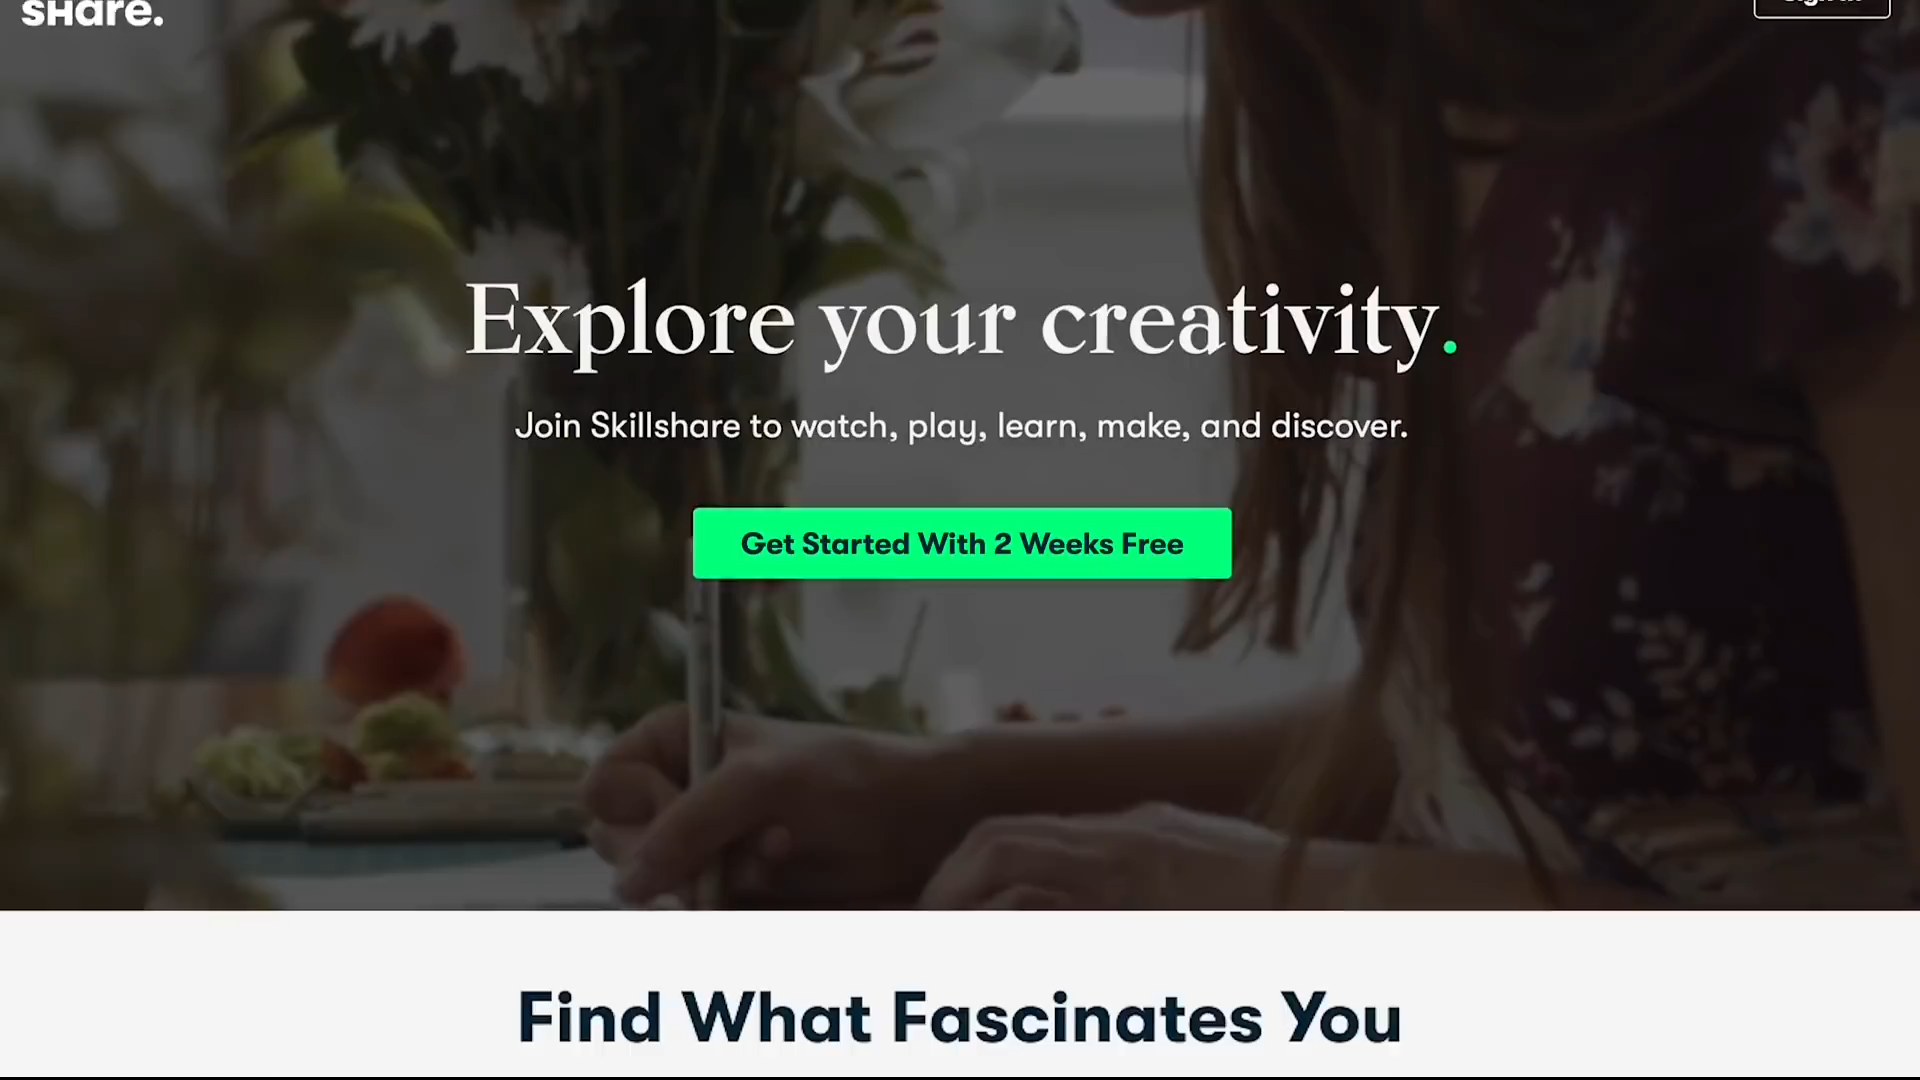 SHare.
Explore your creativity.
Join Skillshare to watch, play, learn, make, and discover.
Get Started With 2 Weeks Free
Find What Fascinates You